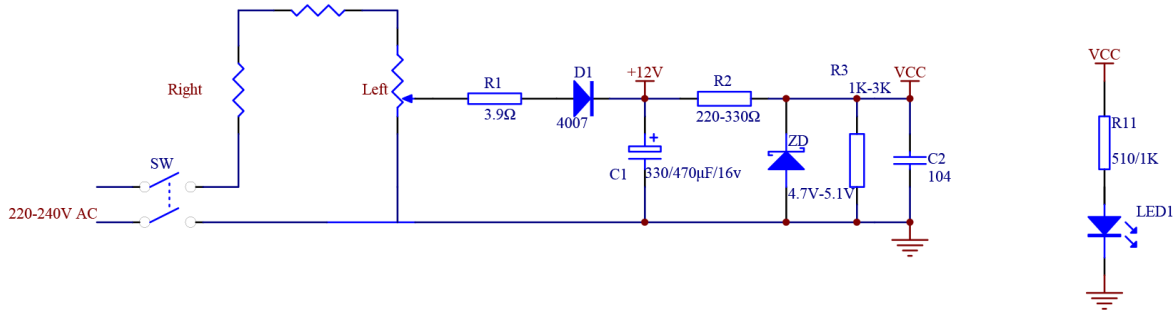 Right
Left
SW
220-240V AC
R1
3.9Ω
D1
4007
+12V
C1
+
330/470μF/16v
R2
220-330Ω
ZD
4.7V-5.1V
R3
1K-3K
VCC
C2
104
VCC
R11
510/1K
LED1